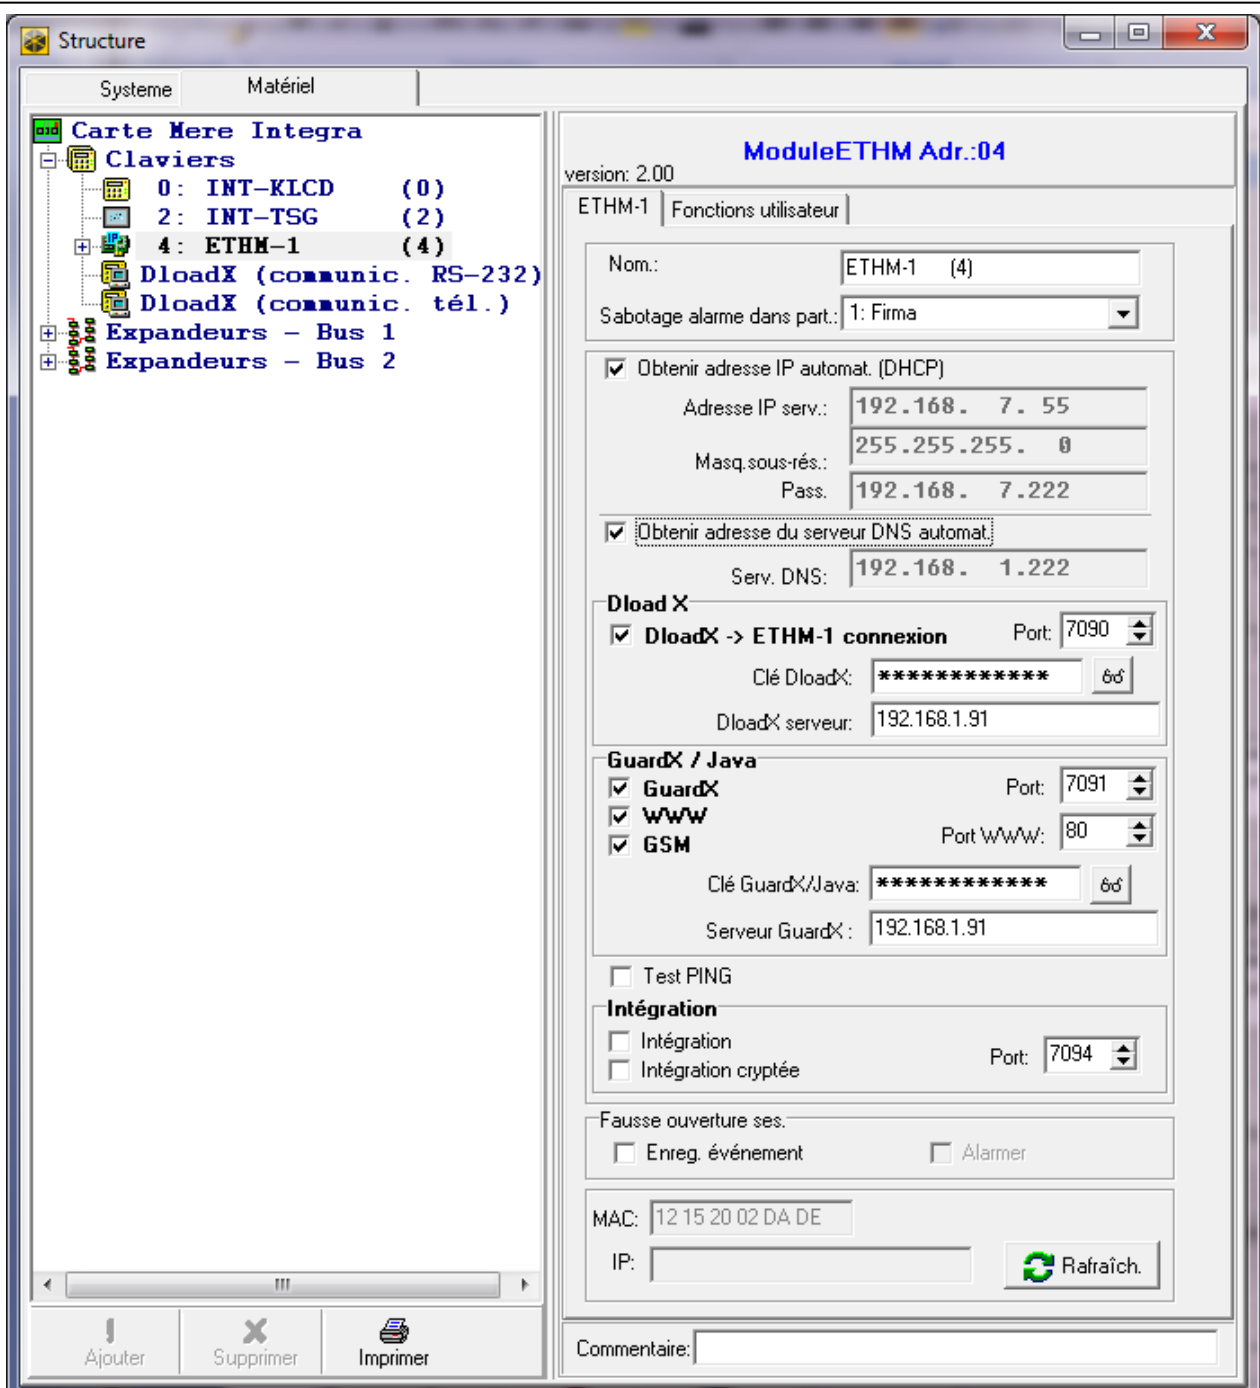 Structure
Systeme Matériel
Carte Mere Integra
Claviers
0: INT-KLCD (0)
2: INT-TSG (2)
4: ETHM-1 (4)
DloadX (communic. RS-232)
DloadX (communic. tél.)
Expandeurs - Bus 1
Expandeurs - Bus 2
Ajouter Supprimer Imprimer
ModuleETHM Adr.:04
version: 2.00
ETHM-1 Fonctions utilisateur
Nom.: ETHM-1 (4)
Sabotage alarme dans part.: 1: Firma
Obtenir adresse IP automat. (DHCP)
Adresse IP serv.: 192.168. 7. 55
Masq.sous-rés.: 255.255.255. 0
Pass. 192.168. 7.222
Obtenir adresse du serveur DNS automat.
Serv. DNS: 192.168. 1.222
Dload X
DloadX -> ETHM-1 connexion Port: 7090
Clé DloadX: ************
DloadX serveur: 192.168.1.91
GuardX / Java
GuardX Port: 7091
WWW Port WWW: 80
GSM
Clé GuardX/Java: ************
Serveur GuardX : 192.168.1.91
Test PING
Intégration
Intégration Port: 7094
Intégration cryptée
Fausse ouverture ses.
Enreg. événement Alarmer
MAC: 12 15 20 02 DA DE
IP: Rafraîch.
Commentaire: